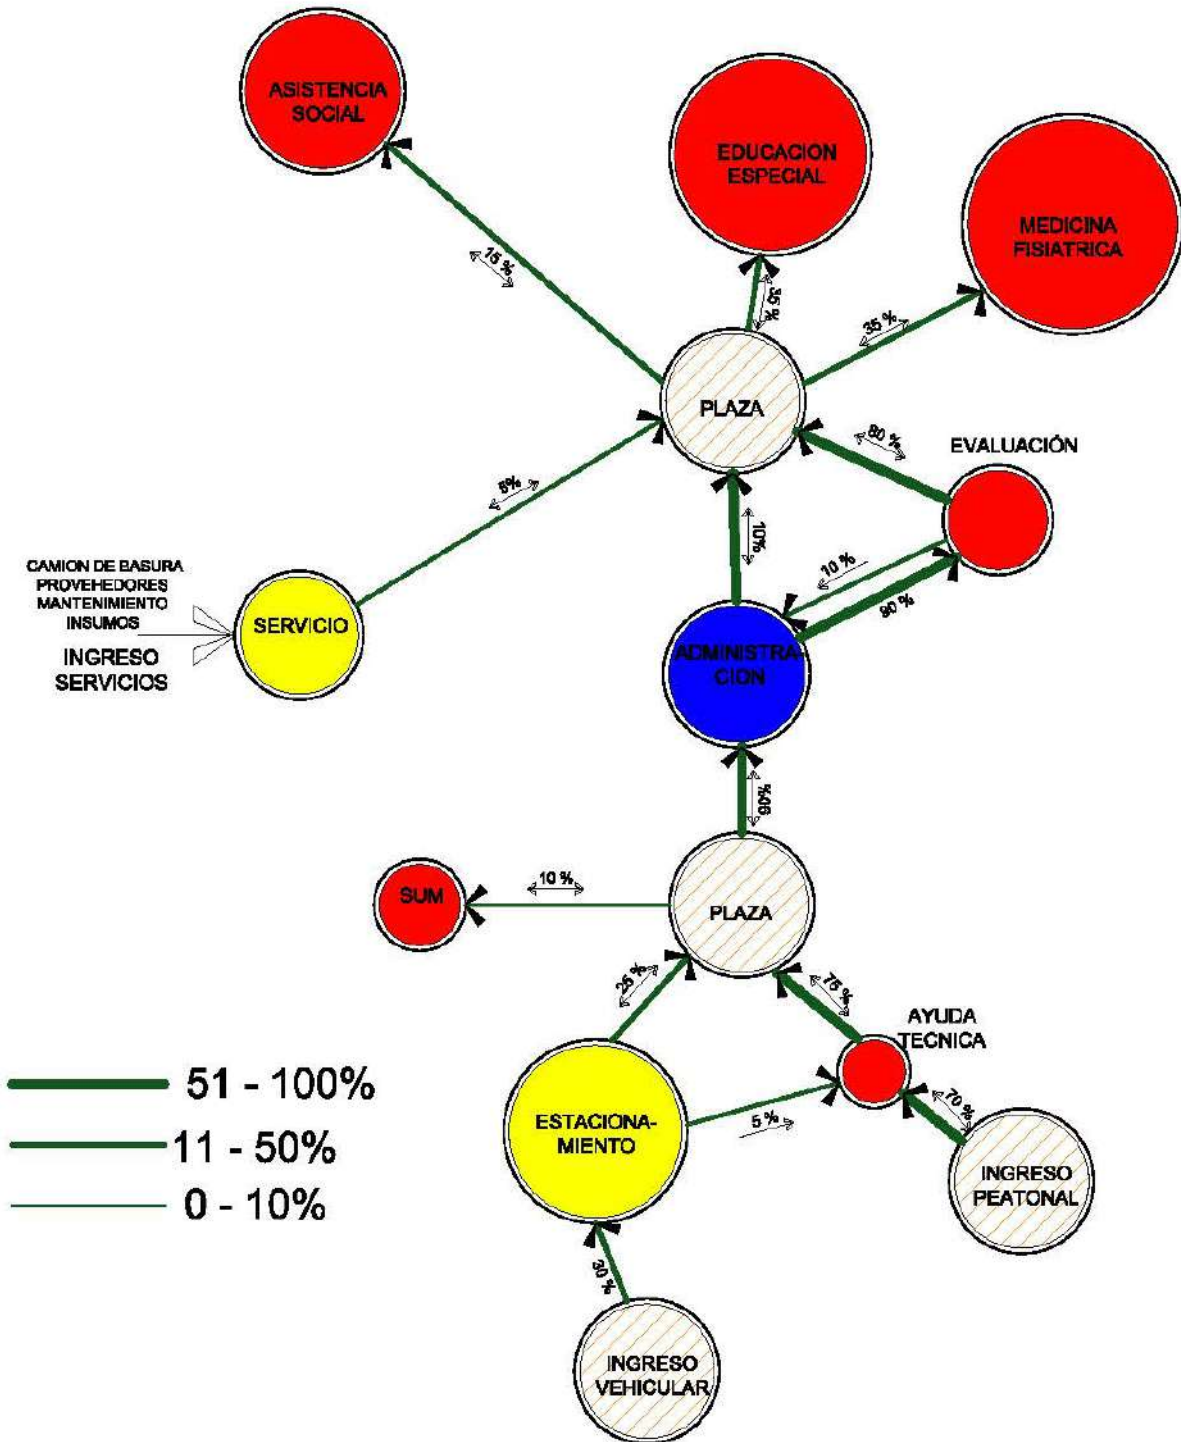 ASISTENCIA
SOCIAL
EDUCACION
ESPECIAL
MEDICINA
FISIATRICA
15 %
35 %
35 %
PLAZA
80 %
EVALUACIÓN
5%
10%
10 %
90 %
CAMION DE BASURA
PROVEHEDORES
MANTENIMIENTO
INSUMOS
INGRESO
SERVICIOS
SERVICIO
ADMINISTRA-
CION
90%
SUM
10 %
PLAZA
25 %
75 %
AYUDA
TECNICA
51 - 100%
11 - 50%
0 - 10%
ESTACIONA-
MIENTO
5 %
70 %
INGRESO
PEATONAL
30 %
INGRESO
VEHICULAR